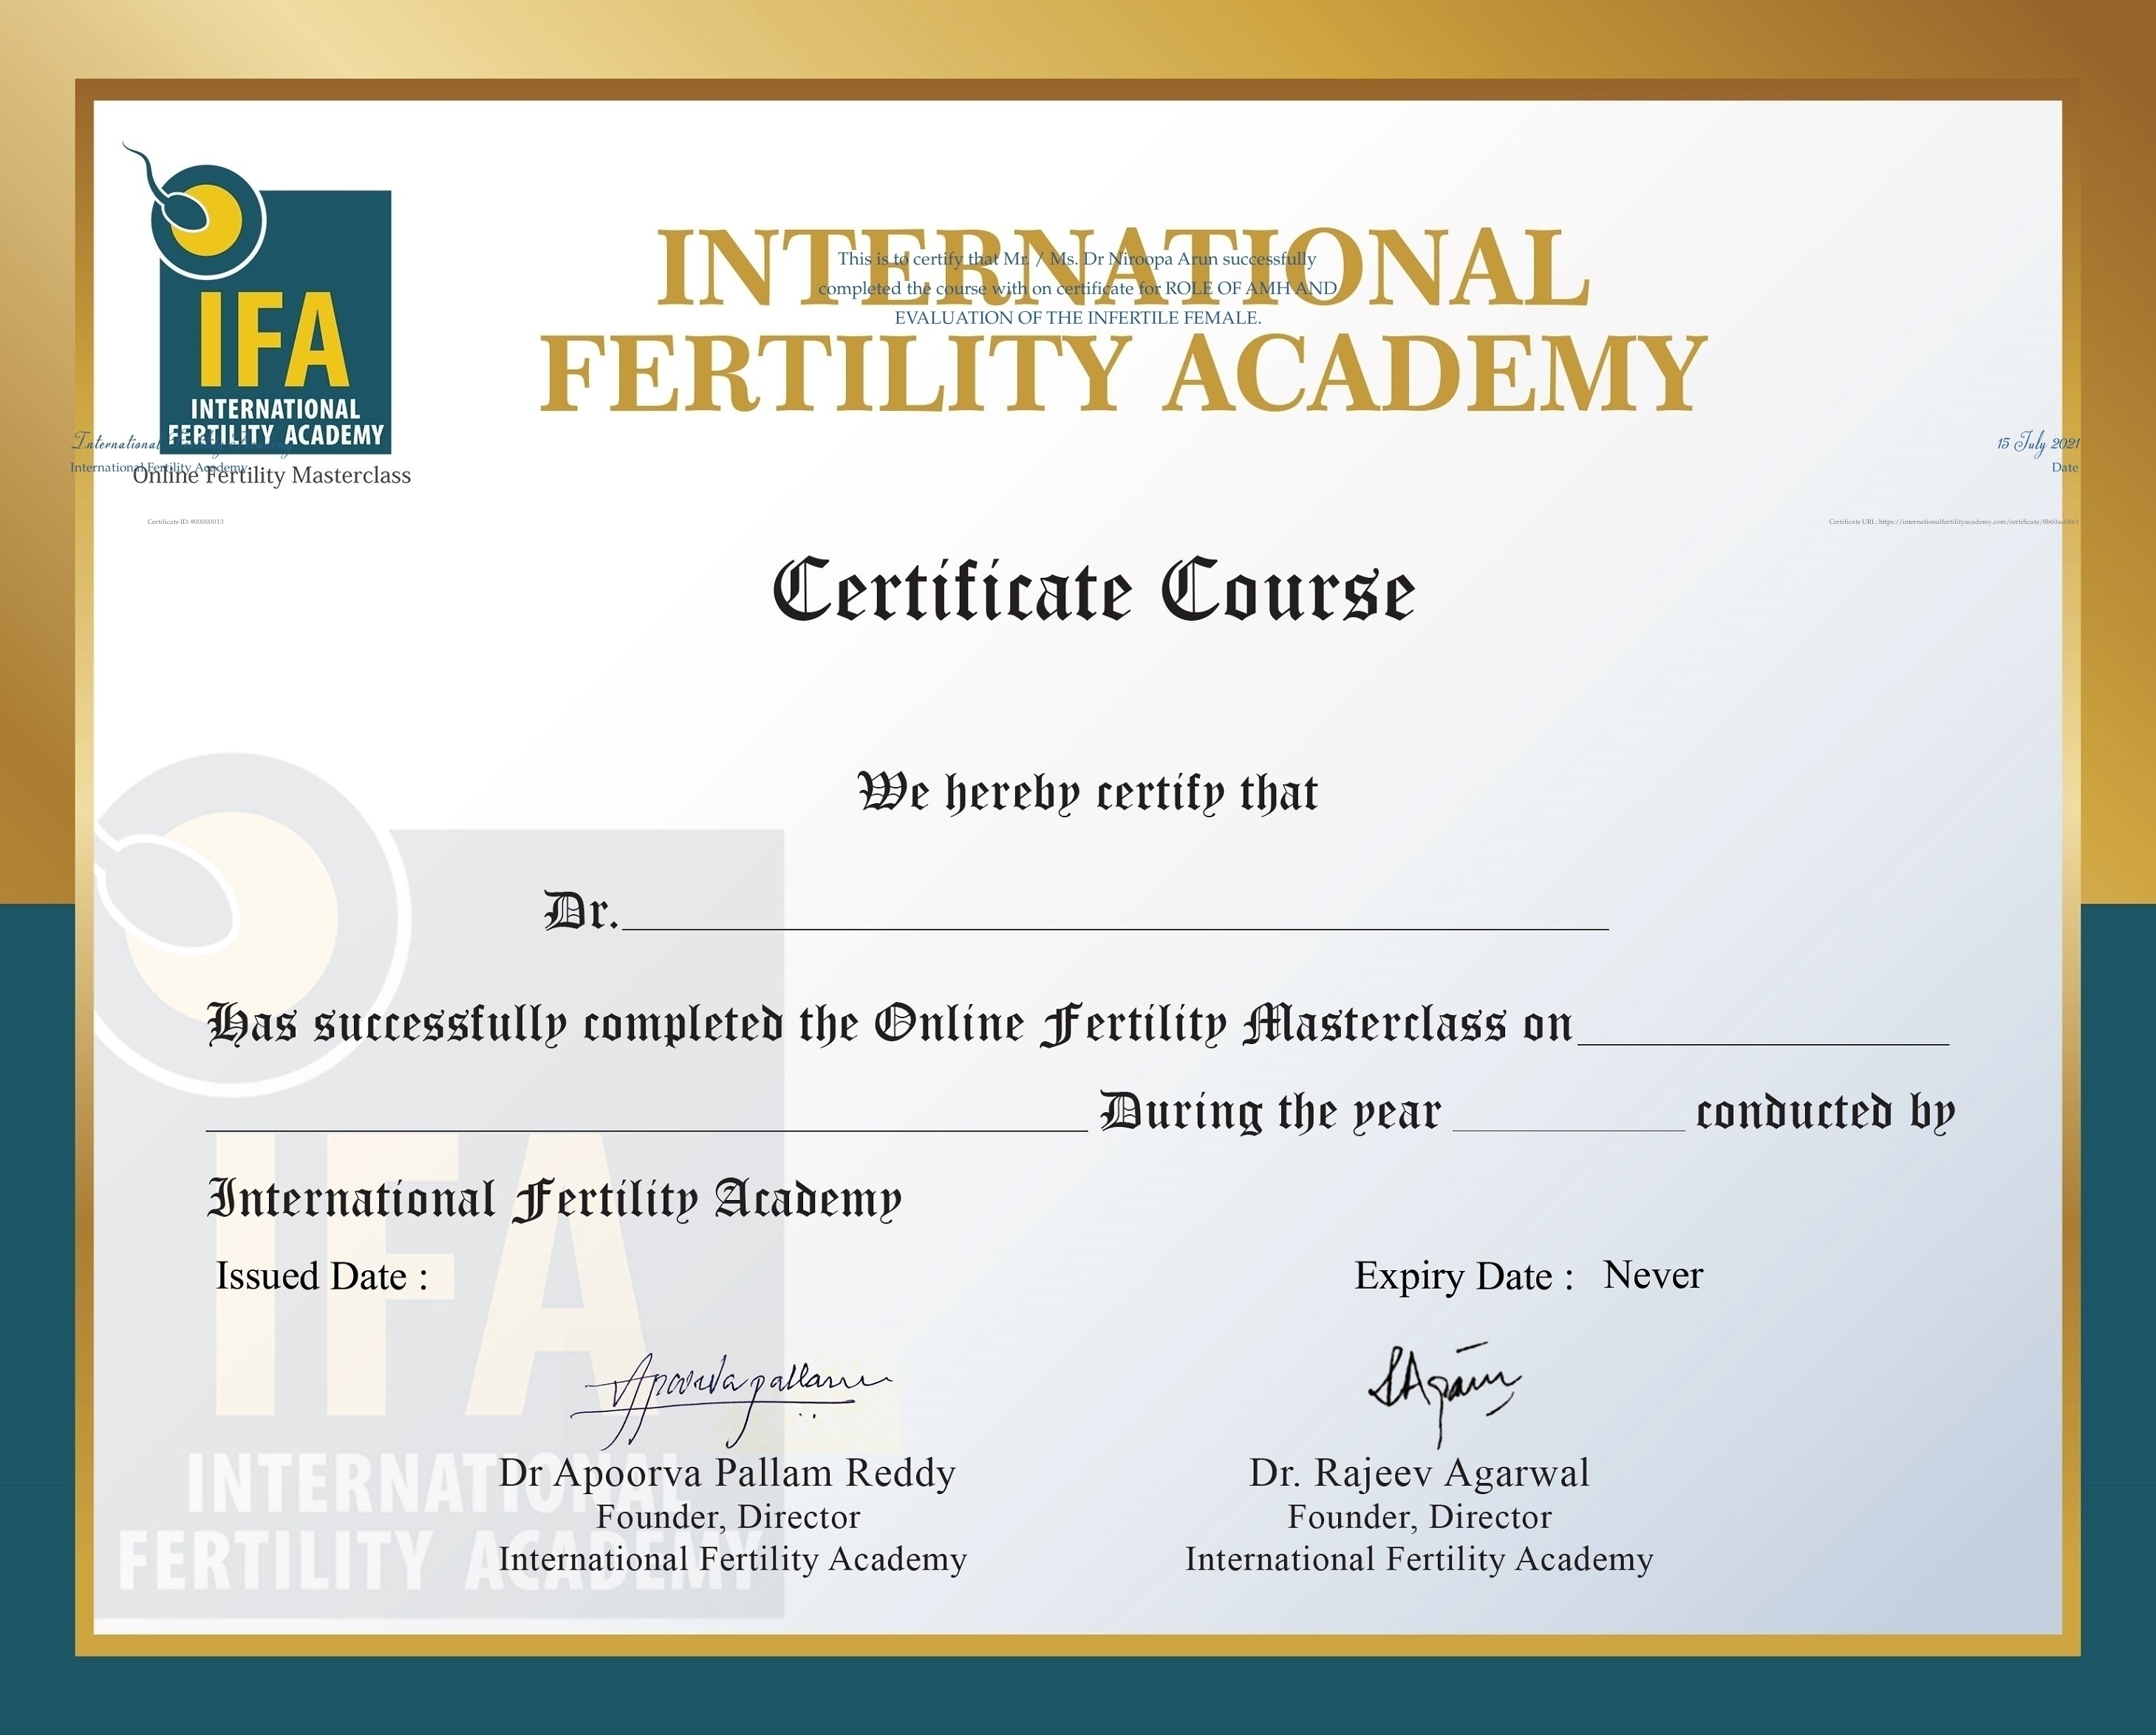 INTERNATIONAL
FERTILITY ACADEMY
This is to certify that Mr. / Ms. Dr Niroopa Arun successfully
completed the course with on certificate for ROLE OF AMH AND
EVALUATION OF THE INFERTILE FEMALE.
IFA
INTERNATIONAL
FERTILITY ACADEMY
International Fertility Academy
International Fertility Academy
Online Fertility Masterclass
15 July 2021
Date
Certificate ID: #00000013
Certificate URL: https://internationalfertilityacademy.com/certificate/
Certificate Course
We hereby certify that
Dr.
Has successfully completed the Online Fertility Masterclass on
During the year conducted by
International Fertility Academy
Issued Date :
Expiry Date : Never
Apoorva pallam
Dr Apoorva Pallam Reddy
Founder, Director
International Fertility Academy
Dr. Rajeev Agarwal
Founder, Director
International Fertility Academy
IFA
INTERNATIONAL
FERTILITY ACADEMY